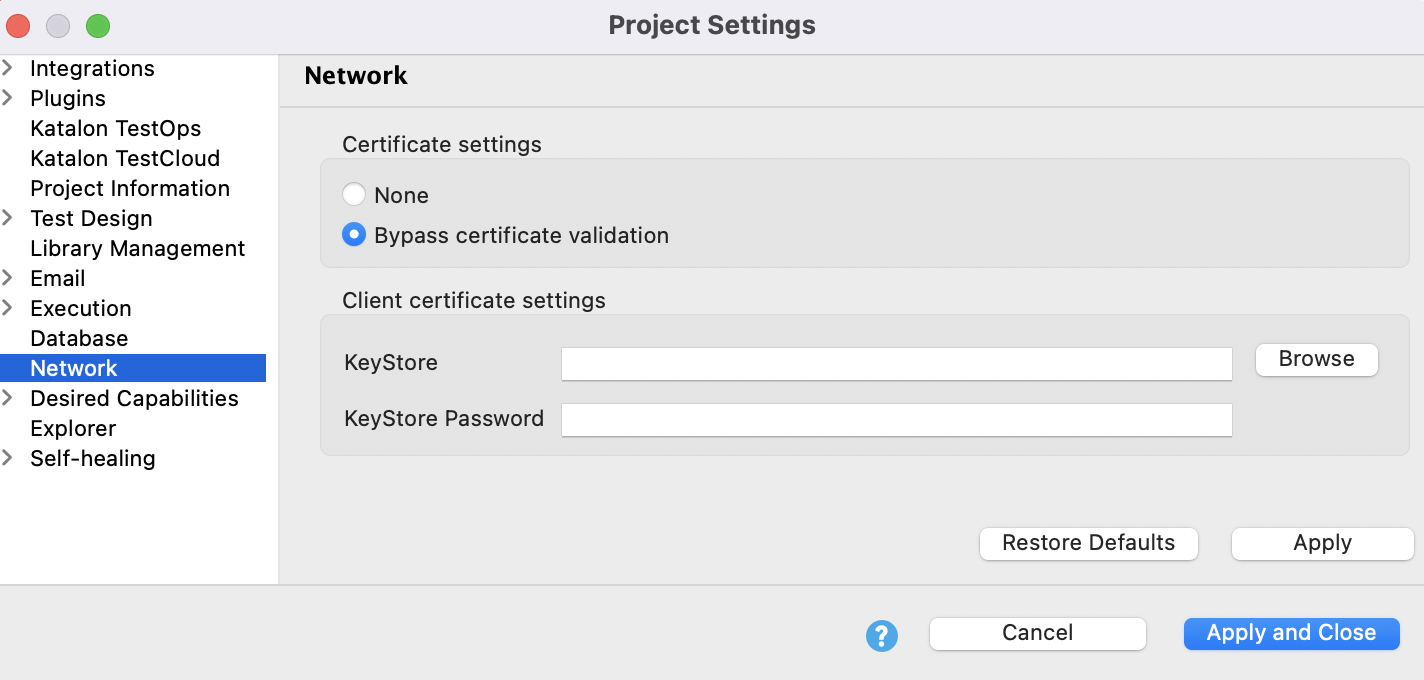 Project Settings
Integrations
Plugins
Katalon TestOps
Katalon TestCloud
Project Information
Test Design
Library Management
Email
Execution
Database
Network
Desired Capabilities
Explorer
Self-healing
Network
Certificate settings
None
Bypass certificate validation
Client certificate settings
KeyStore
Browse
KeyStore Password
Restore Defaults
Apply
?
Cancel
Apply and Close